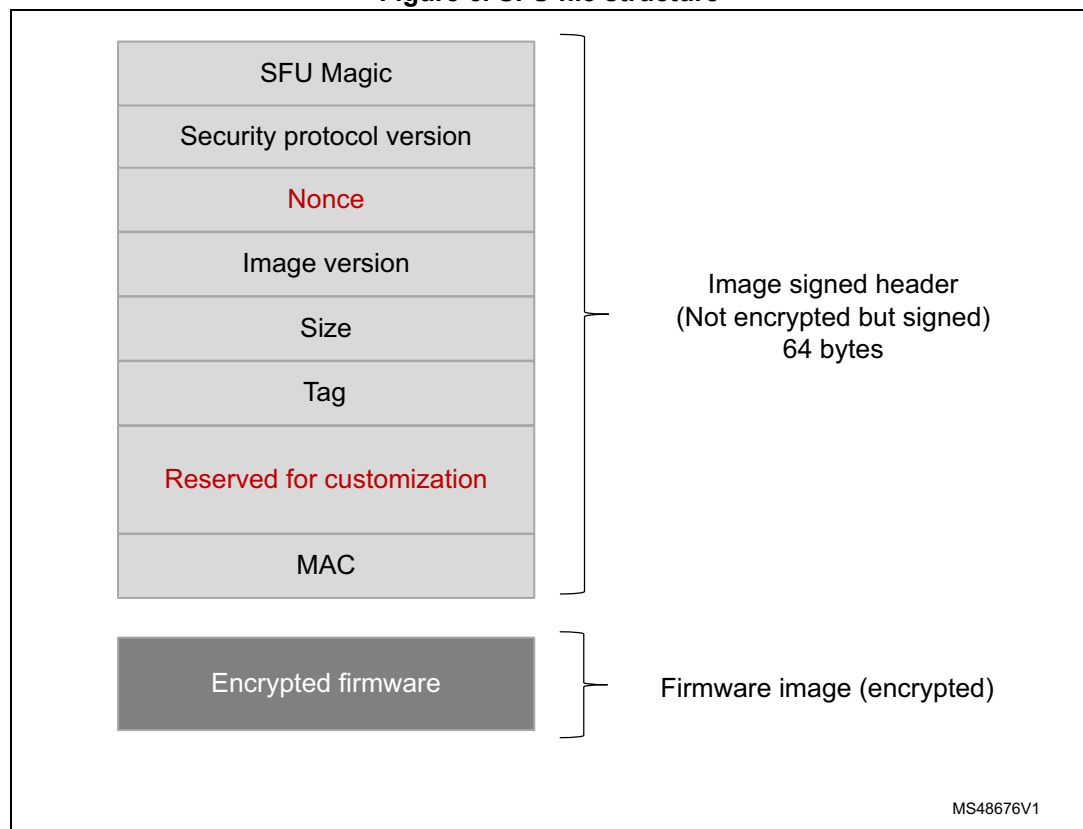 SFU Magic
Security protocol version
Nonce
Image version
Size
Tag
Reserved for customization
MAC
Image signed header
(Not encrypted but signed)
64 bytes
Encrypted firmware
Firmware image (encrypted)
MS48676V1